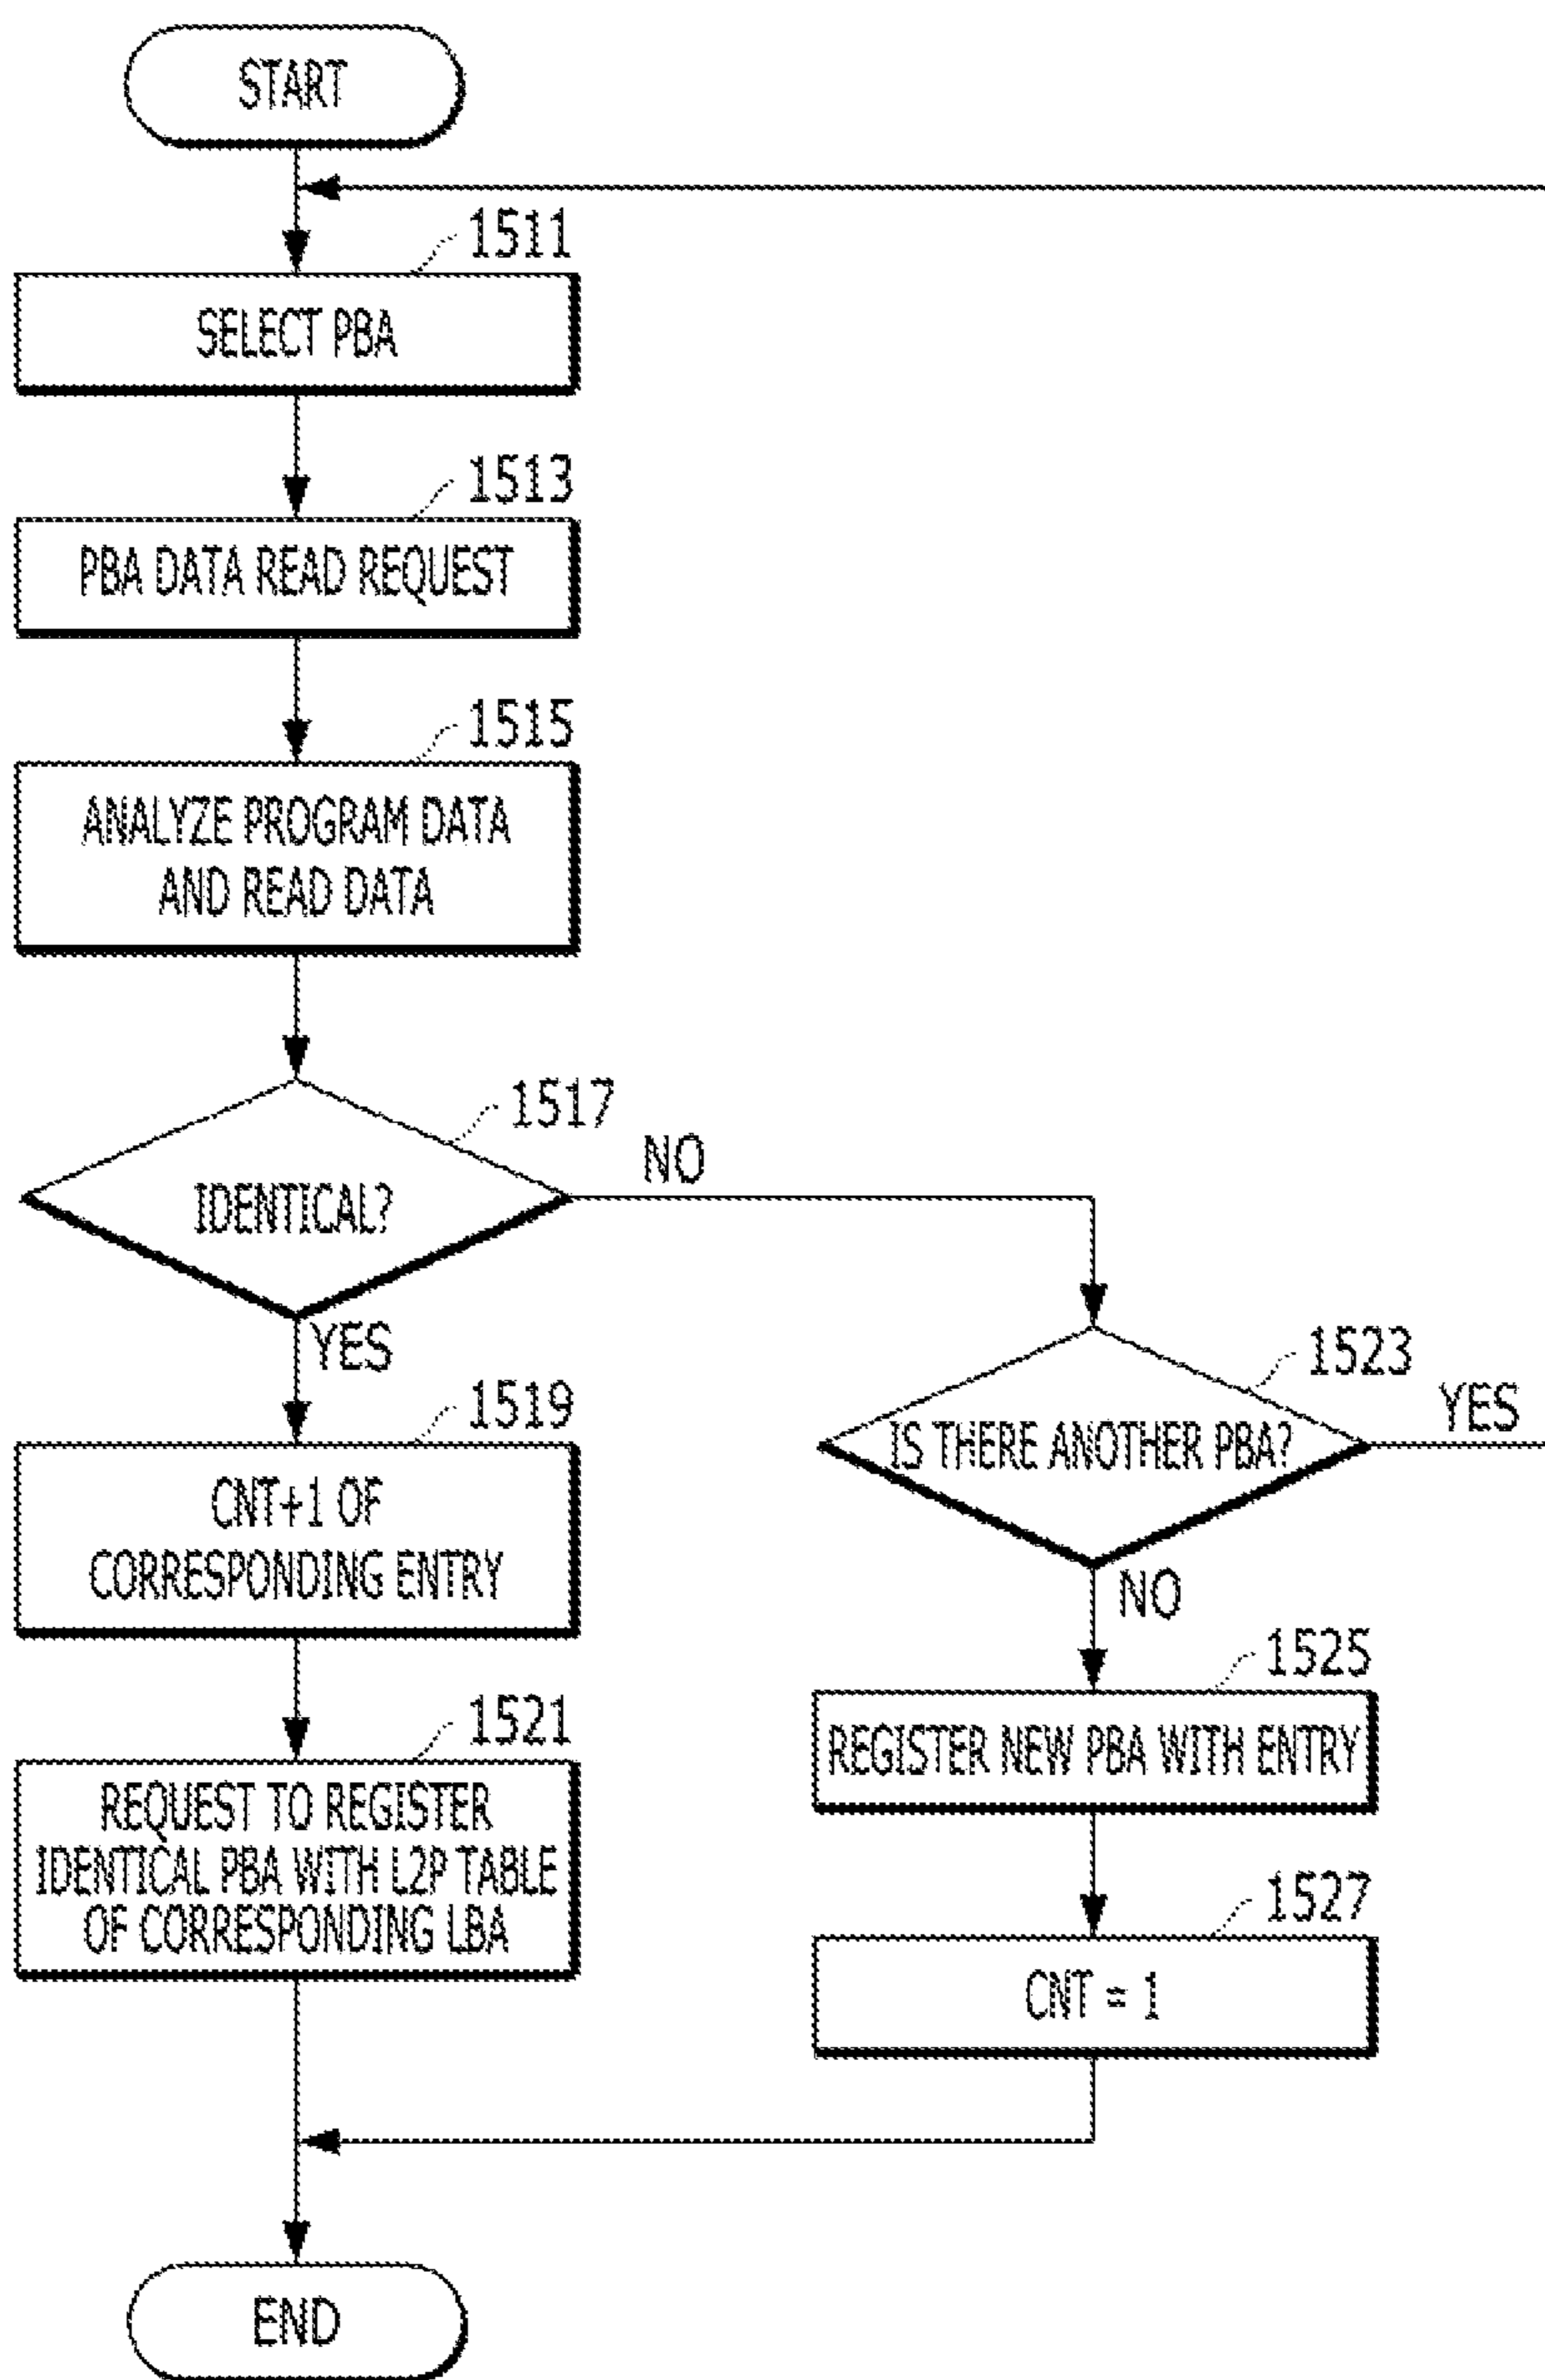 START
1511
SELECT PBA
1513
PBA DATA READ REQUEST
1515
ANALYZE PROGRAM DATA
AND READ DATA
1517
IDENTICAL?
NO
YES
1519
CNT+1 OF
CORRESPONDING ENTRY
1521
REQUEST TO REGISTER
IDENTICAL PBA WITH L2P TABLE
OF CORRESPONDING LBA
1523
IS THERE ANOTHER PBA?
YES
NO
1525
REGISTER NEW PBA WITH ENTRY
1527
CNT = 1
END